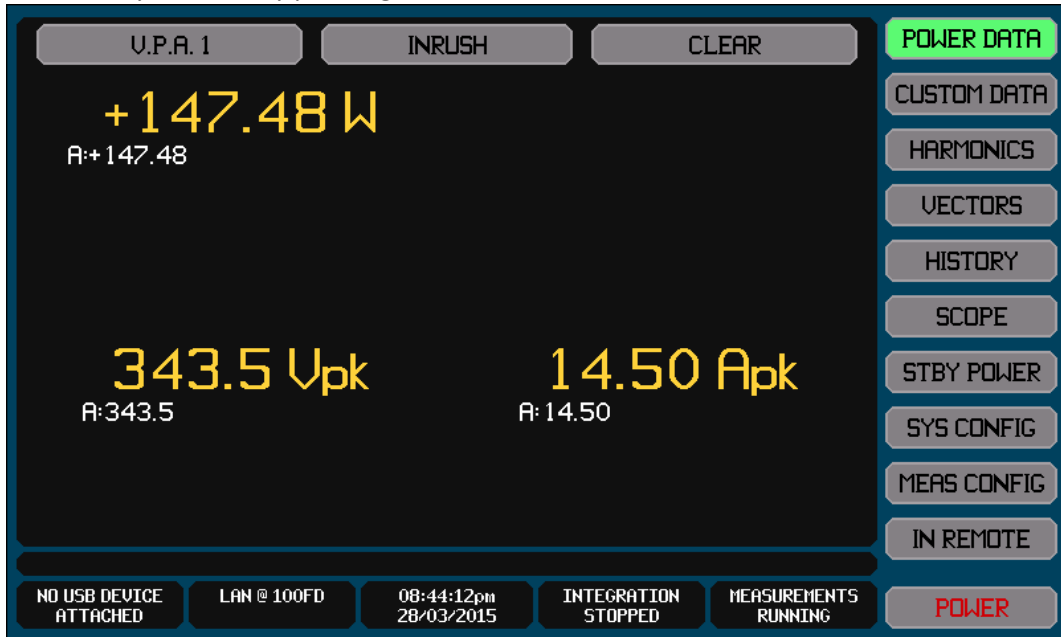 V.P.A. 1
INRUSH
CLEAR
POWER DATA
+147.48 W
A:+147.48
CUSTOM DATA
HARMONICS
VECTORS
HISTORY
SCOPE
343.5 Vpk
14.50 Apk
A:343.5
A:14.50
STBY POWER
SYS CONFIG
MEAS CONFIG
IN REMOTE
NO USB DEVICE
ATTACHED
LAN @ 100FD
08:44:12pm
28/03/2015
INTEGRATION
STOPPED
MEASUREMENTS
RUNNING
POWER